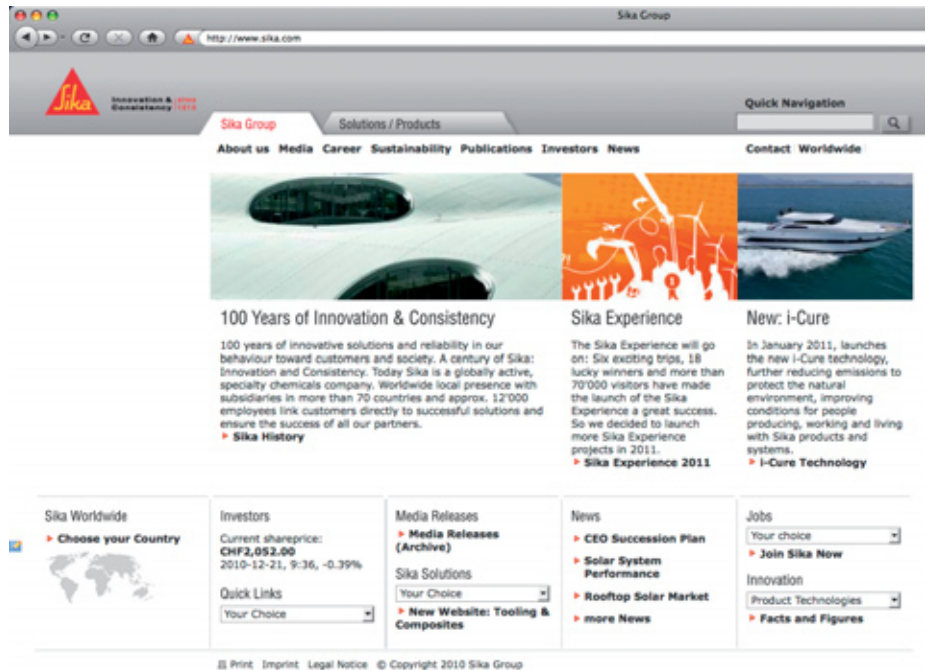 Sika Group
http://www.sika.com
Sika
Innovation & since
Consistency 1910
Quick Navigation
Sika Group
Solutions / Products
About us Media Career Sustainability Publications Investors News
Contact Worldwide
100 Years of Innovation & Consistency
100 years of innovative solutions and reliability in our
behaviour toward customers and society. A century of Sika:
Innovation and Consistency. Today Sika is a globally active,
specialty chemicals company. Worldwide local presence with
subsidiaries in more than 70 countries and approx. 12'000
employees link customers directly to successful solutions and
ensure the success of all our partners.
Sika History
Sika Experience
The Sika Experience will go
on: Six exciting trips, 18
lucky winners and more than
70'000 visitors have made
the launch of the Sika
Experience a great success.
So we decided to launch
more Sika Experience
projects in 2011.
Sika Experience 2011
New: i-Cure
In January 2011, launches
the new i-Cure technology,
further reducing emissions to
protect the natural
environment, improving
conditions for people
producing, working and living
with Sika products and
systems.
i-Cure Technology
Sika Worldwide
Choose your Country
Investors
Current shareprice:
CHF2,052.00
2010-12-21, 9:36, -0.39%
Quick Links
Your Choice
Media Releases
Media Releases
(Archive)
Sika Solutions
Your Choice
New Website: Tooling &
Composites
News
CEO Succession Plan
Solar System
Performance
Rooftop Solar Market
more News
Jobs
Your choice
Join Sika Now
Innovation
Product Technologies
Facts and Figures
Print Imprint Legal Notice © Copyright 2010 Sika Group